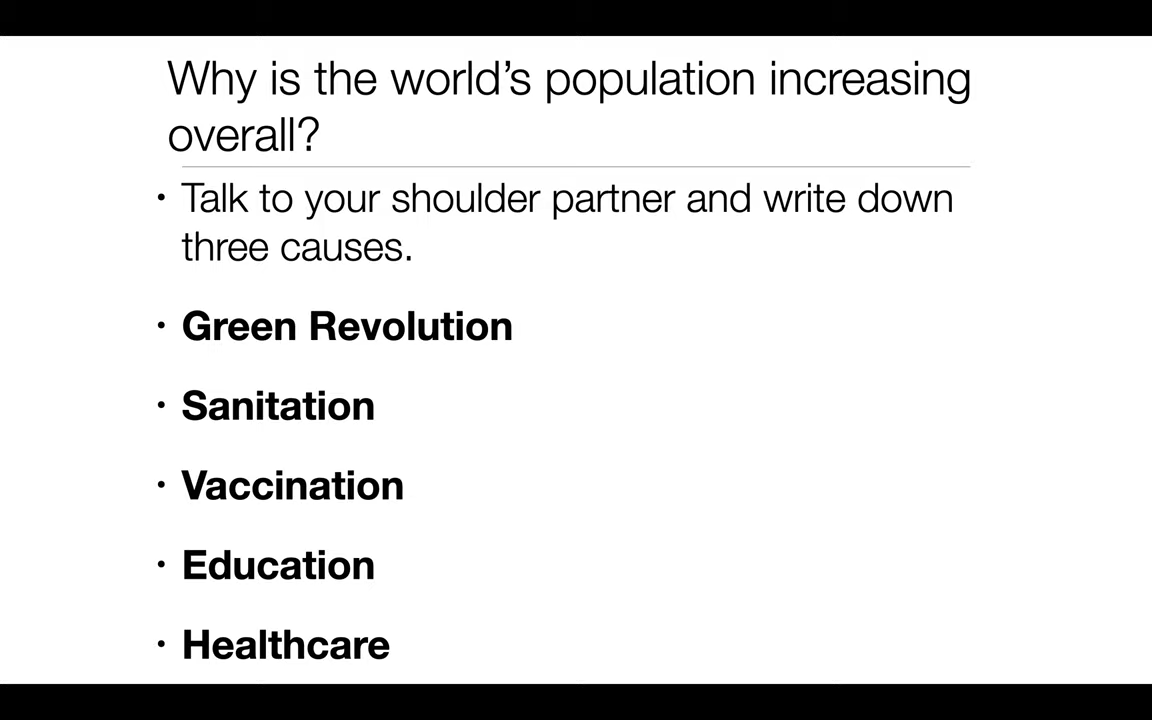 Why is the world’s population increasing
overall?
• Talk to your shoulder partner and write down
three causes.
• Green Revolution
• Sanitation
• Vaccination
• Education
• Healthcare